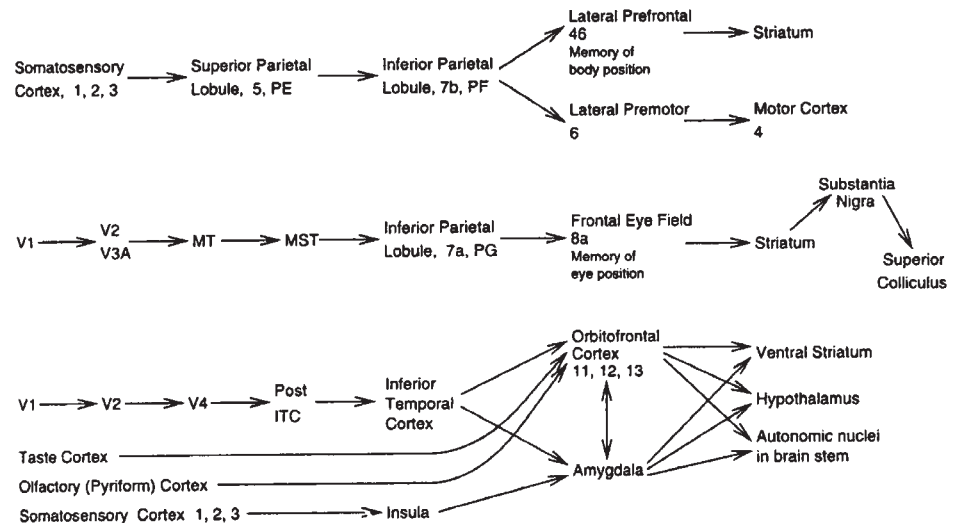 Somatosensory
Cortex, 1, 2, 3
Superior Parietal
Lobule, 5, PE
Inferior Parietal
Lobule, 7b, PF
Lateral Prefrontal
46
Memory of
body position
Striatum
Lateral Premotor
6
Motor Cortex
4
V1
V2
V3A
MT
MST
Inferior Parietal
Lobule, 7a, PG
Frontal Eye Field
8a
Memory of
eye position
Striatum
Substantia
Nigra
Superior
Colliculus
V1
V2
V4
Post
ITC
Inferior
Temporal
Cortex
Orbitofrontal
Cortex
11, 12, 13
Ventral Striatum
Hypothalamus
Autonomic nuclei
in brain stem
Taste Cortex
Olfactory (Pyriform) Cortex
Amygdala
Somatosensory Cortex 1, 2, 3
Insula